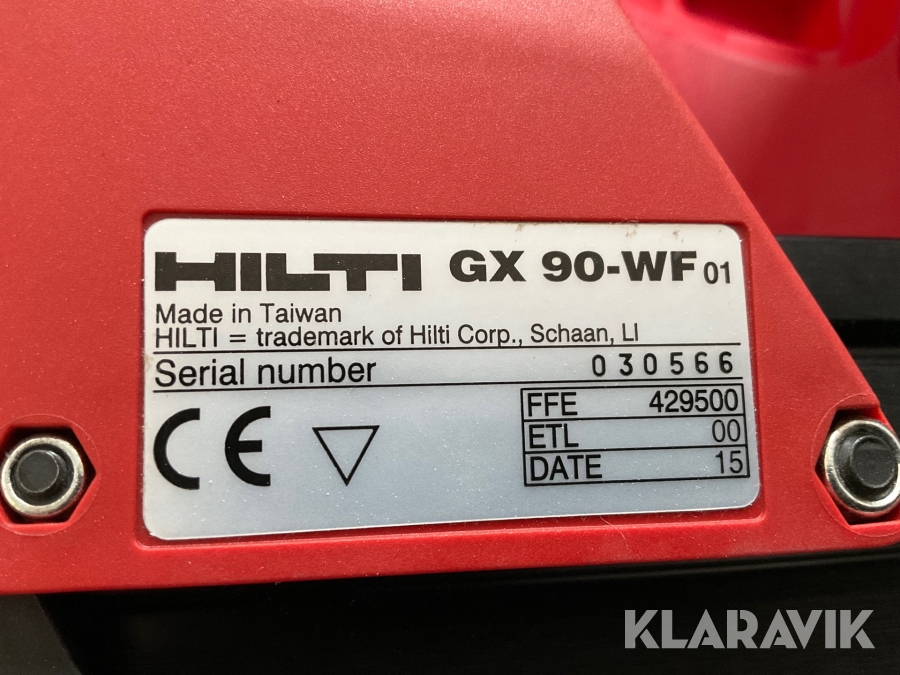 HILTI GX 90-WF 01
Made in Taiwan
HILTI = trademark of Hilti Corp., Schaan, LI
Serial number 030566
CE
FFE 429500
ETL 00
DATE 15
KLARAVIK